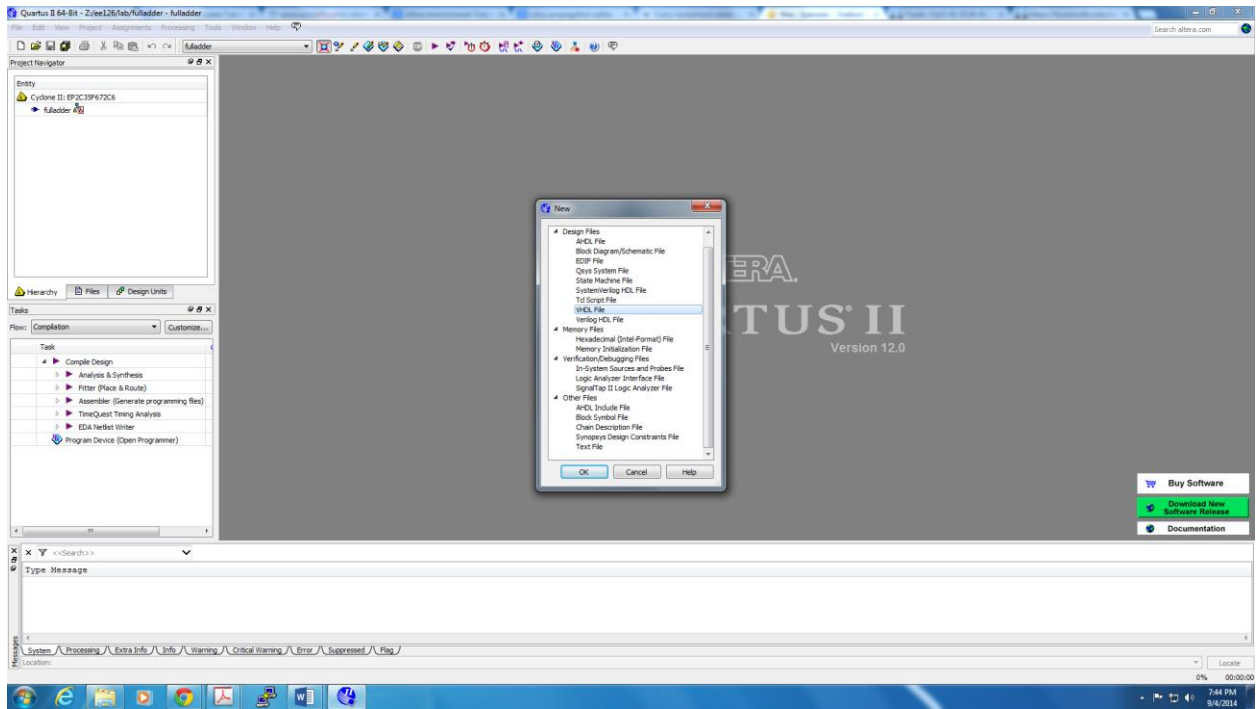 Quartus II 64-Bit - Z:/ee126/lab/fulladder - fulladder
File Edit View Project Assignments Processing Tools Window Help
Search altera.com
fulladder
Project Navigator
Entity
Cyclone II: EP2C35F672C6
fulladder
Hierarchy Files Design Units
Tasks
Flow: Compilation Customize...
Task
Compile Design
Analysis & Synthesis
Fitter (Place & Route)
Assembler (Generate programming files)
TimeQuest Timing Analysis
EDA Netlist Writer
Program Device (Open Programmer)
New
Design Files
AHDL File
Block Diagram/Schematic File
EDIF File
Qsys System File
State Machine File
SystemVerilog HDL File
Tcl Script File
VHDL File
Verilog HDL File
Memory Files
Hexadecimal (Intel-Format) File
Memory Initialization File
Verification/Debugging Files
In-System Sources and Probes File
Logic Analyzer Interface File
SignalTap II Logic Analyzer File
Other Files
AHDL Include File
Block Symbol File
Chain Description File
Synopsys Design Constraints File
Text File
OK Cancel Help
ERA.
TUS II
Version 12.0
Buy Software
Download New
Software Release
Documentation
<<Search>>
Type Message
System Processing Extra Info Info Warning Critical Warning Error Suppressed Flag
Messages
Location:
Locate
0% 00:00:00
7:44 PM
9/4/2014